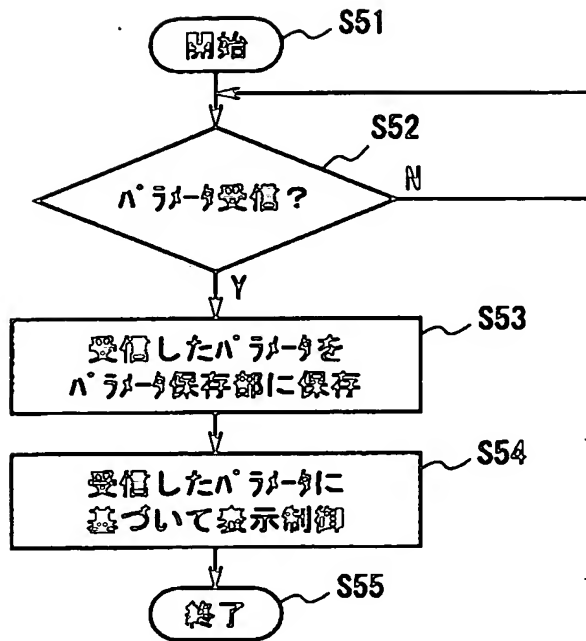 開始
S51
S52
パラメータ受信?
N
Y
S53
受信したパラメータを
パラメータ保存部に保存
S54
受信したパラメータに
基づいて表示制御
S55
終了